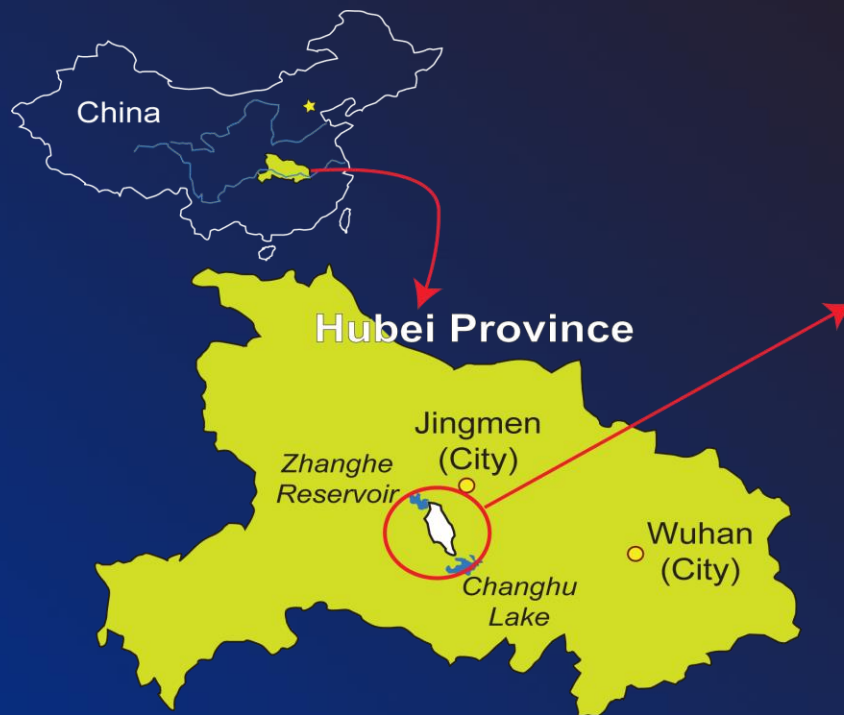 China
Hubei Province
Jingmen
(City)
Zhanghe
Reservoir
Wuhan
(City)
Changhu
Lake